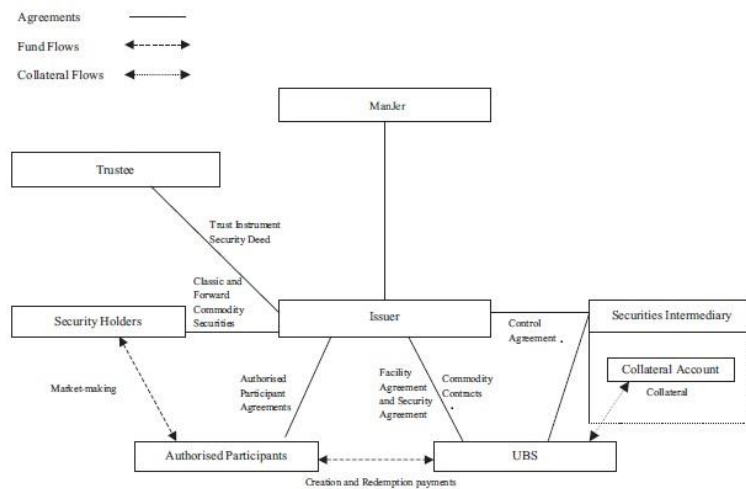 Agreements
Fund Flows
Collateral Flows
ManJer
Trustee
Trust Instrument
Security Deed
Classic and
Forward
Commodity
Securities
Security Holders
Issuer
Securities Intermediary
Control
Agreement .
Collateral Account
Collateral
Market-making
Authorised
Participant
Agreements
Facility
Agreement
and Security
Agreement
Commodity
Contracts
.
Authorised Participants
UBS
Creation and Redemption payments